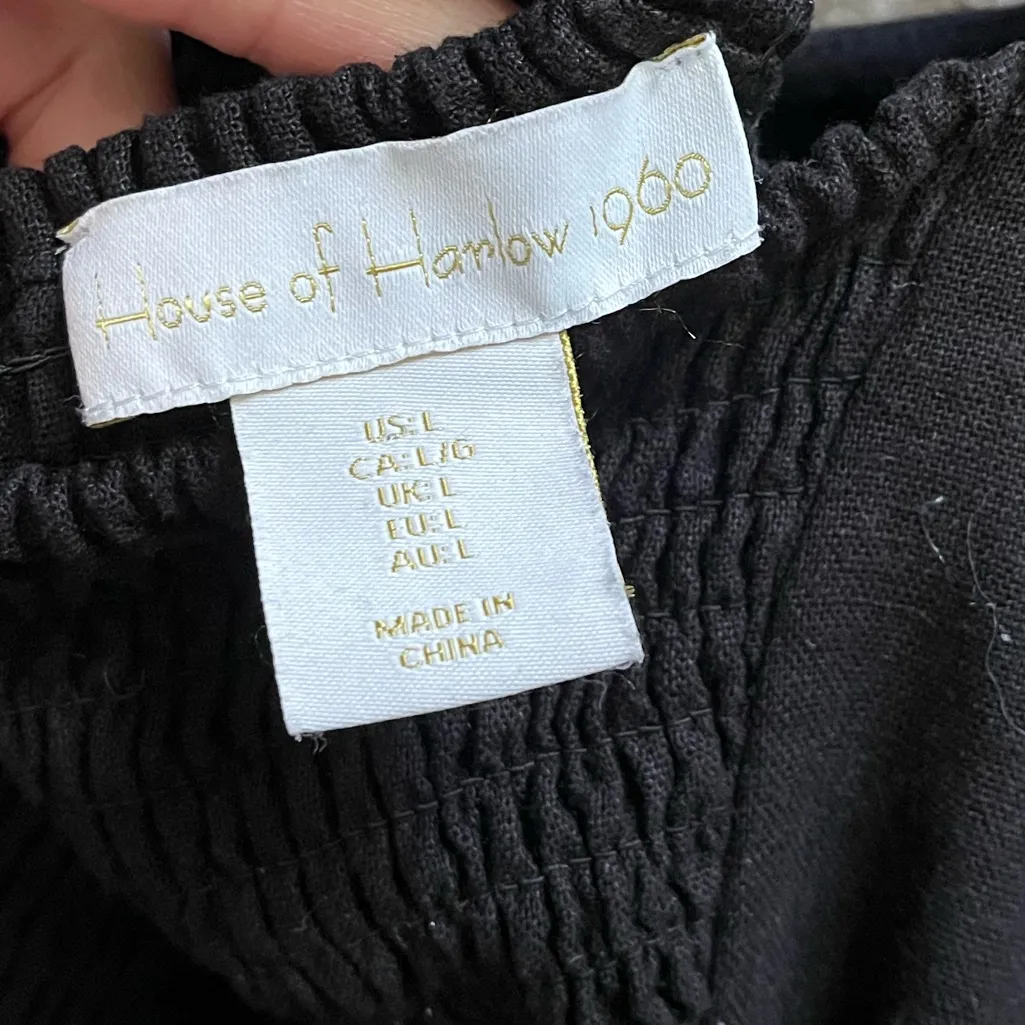 House of Harlow 1960
US: L
CA: L/G
UK: L
EU: L
AU: L
MADE IN
CHINA